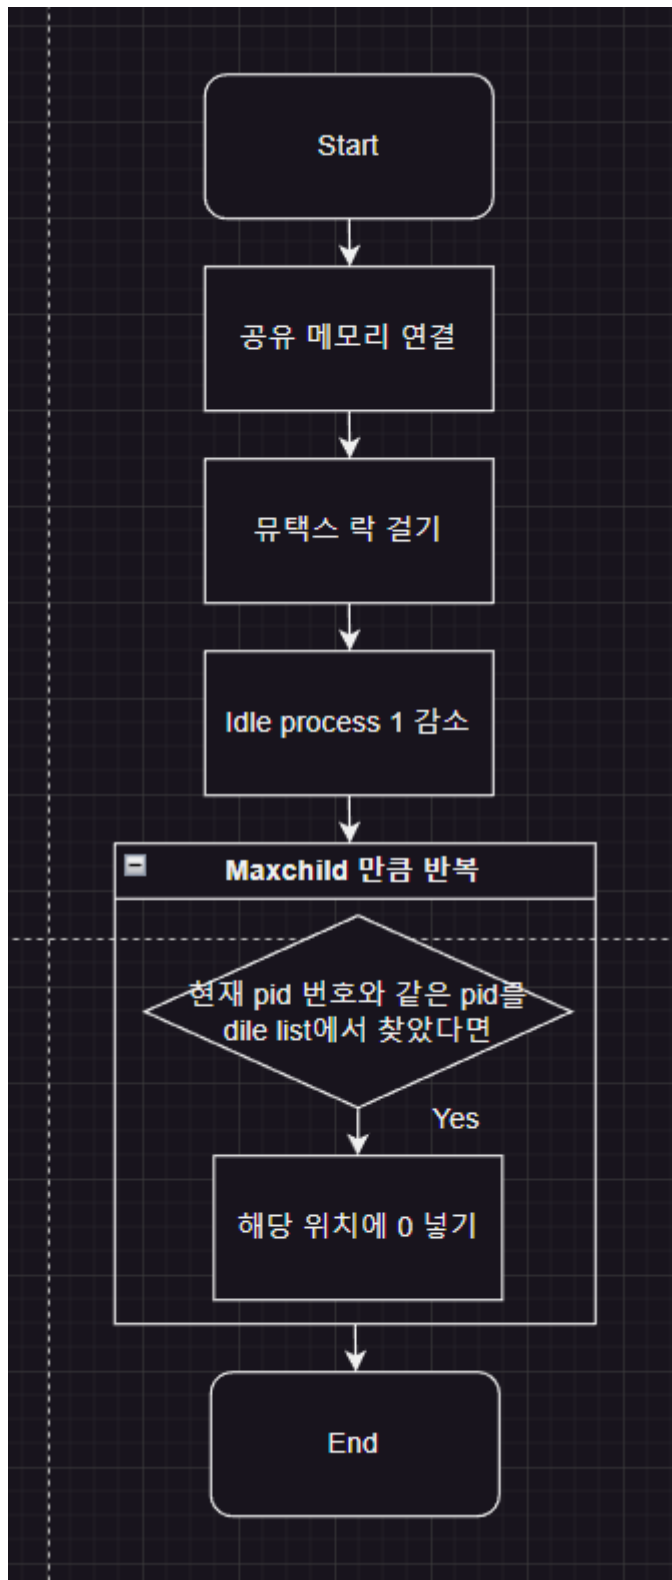 Start
공유 메모리 연결
뮤택스 락 걸기
Idle process 1 감소
Maxchild 만큼 반복
현재 pid 번호와 같은 pid를
dile list에서 찾았다면
Yes
해당 위치에 0 넣기
End